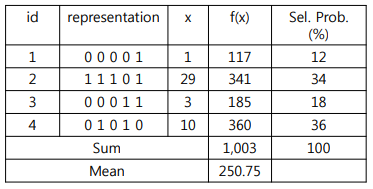 id representation x f(x) Sel. Prob. (%)
1 0 0 0 0 1 1 117 12
2 1 1 1 0 1 29 341 34
3 0 0 0 1 1 3 185 18
4 0 1 0 1 0 10 360 36
Sum 1,003 100
Mean 250.75